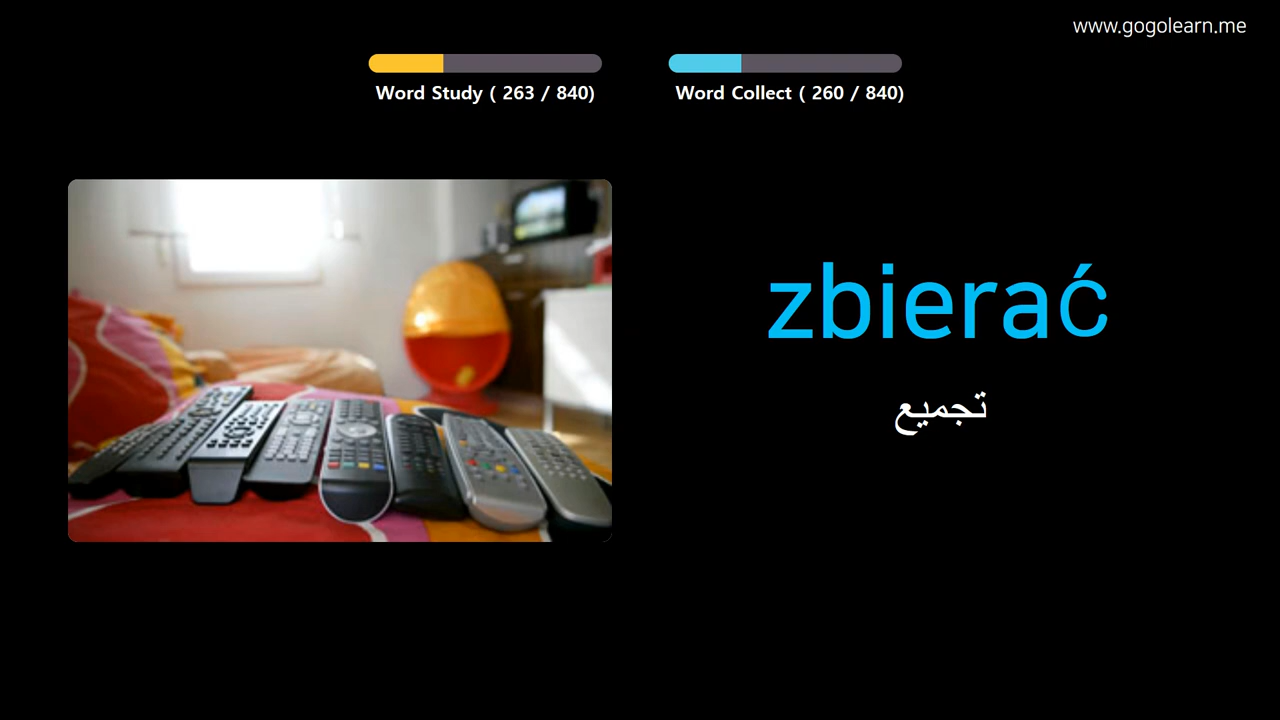 www.gogolearn.me
Word Study ( 263 / 840)
Word Collect ( 260 / 840)
zbierać
تجميع